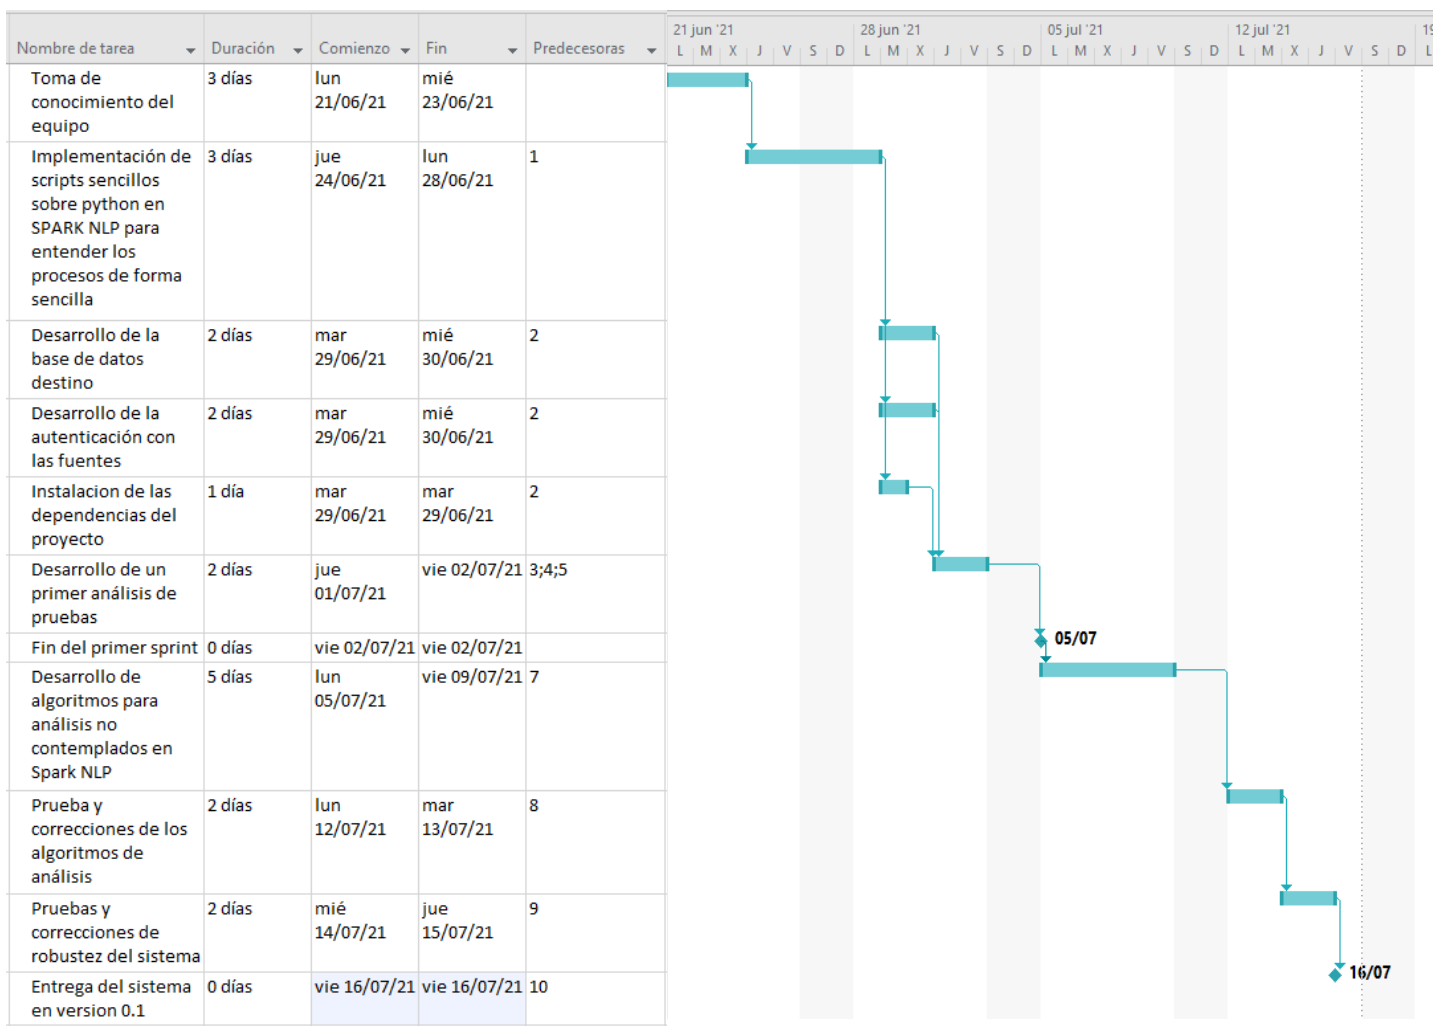 Nombre de tarea Duración Comienzo Fin Predecesoras
21 jun '21 28 jun '21 05 jul '21 12 jul '21 19
L M X J V S D L M X J V S D L M X J V S D L M X J V S D L
Toma de 3 días lun mié
conocimiento del 21/06/21 23/06/21
equipo
Implementación de 3 días jue lun 1
scripts sencillos 24/06/21 28/06/21
sobre python en
SPARK NLP para
entender los
procesos de forma
sencilla
Desarrollo de la 2 días mar mié 2
base de datos 29/06/21 30/06/21
destino
Desarrollo de la 2 días mar mié 2
autenticación con 29/06/21 30/06/21
las fuentes
Instalacion de las 1 día mar mar 2
dependencias del 29/06/21 29/06/21
proyecto
Desarrollo de un 2 días jue vie 02/07/21 3;4;5
primer análisis de 01/07/21
pruebas
Fin del primer sprint 0 días vie 02/07/21 vie 02/07/21 05/07
Desarrollo de 5 días lun vie 09/07/21 7
algoritmos para 05/07/21
análisis no
contemplados en
Spark NLP
Prueba y 2 días lun mar 8
correcciones de los 12/07/21 13/07/21
algoritmos de
análisis
Pruebas y 2 días mié jue 9
correcciones de 14/07/21 15/07/21
robustez del sistema
Entrega del sistema 0 días vie 16/07/21 vie 16/07/21 10 16/07
en version 0.1